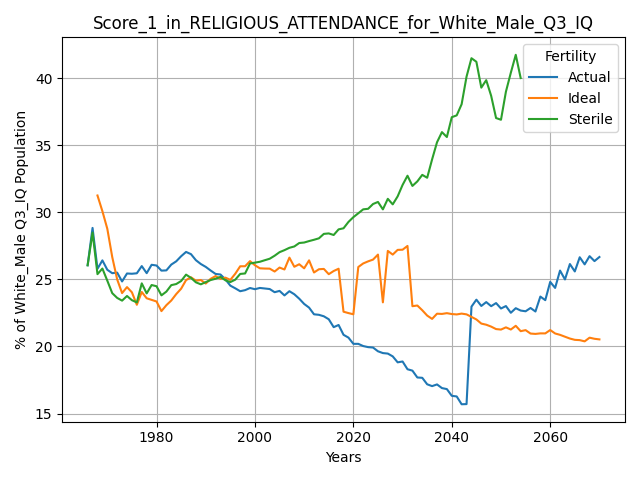 Score_1_in_RELIGIOUS_ATTENDANCE_for_White_Male_Q3_IQ
% of White_Male Q3_IQ Population
40
35
30
25
20
15
1980
2000
2020
2040
2060
Years
Fertility
Actual
Ideal
Sterile